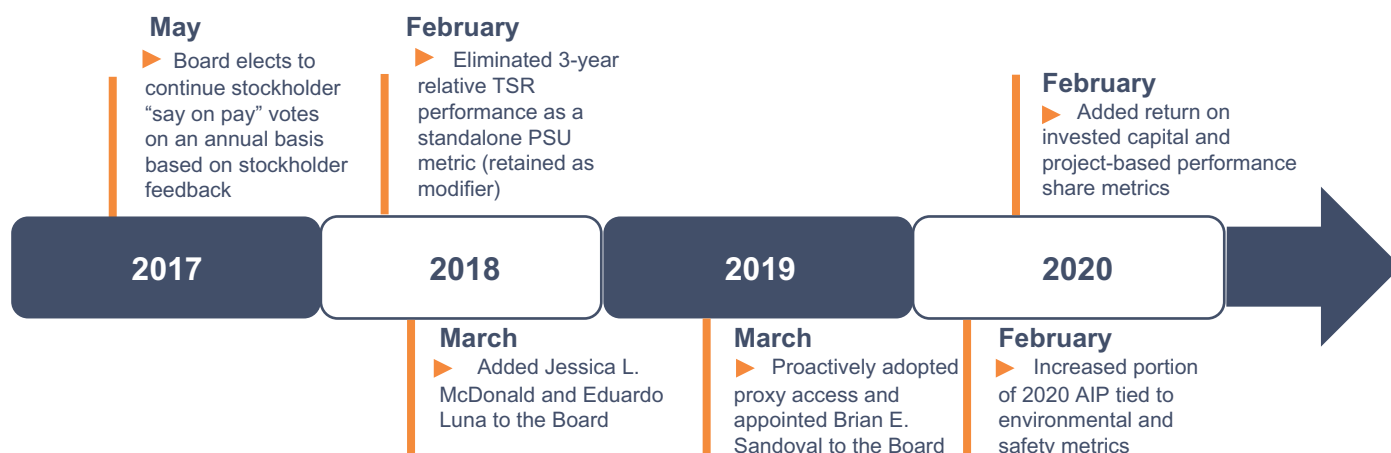 May
Board elects to
continue stockholder
“say on pay” votes
on an annual basis
based on stockholder
feedback
February
Eliminated 3-year
relative TSR
performance as a
standalone PSU
metric (retained as
modifier)
February
Added return on
invested capital and
project-based performance
share metrics
2017
2018
2019
2020
March
Added Jessica L.
McDonald and Eduardo
Luna to the Board
March
Proactively adopted
proxy access and
appointed Brian E.
Sandoval to the Board
February
Increased portion
of 2020 AIP tied to
environmental and
safety metrics